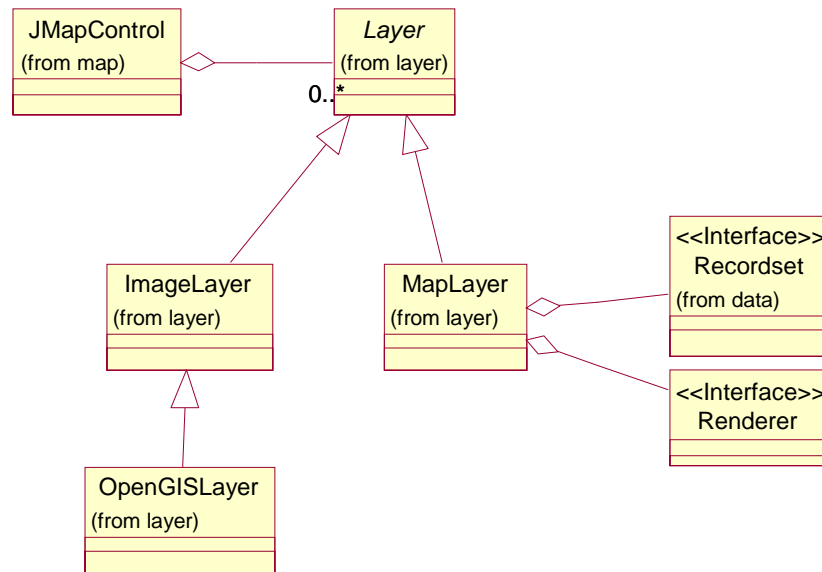 JMapControl
(from map)
Layer
(from layer)
0..*
ImageLayer
(from layer)
MapLayer
(from layer)
<<Interface>>
Recordset
(from data)
<<Interface>>
Renderer
OpenGISLayer
(from layer)